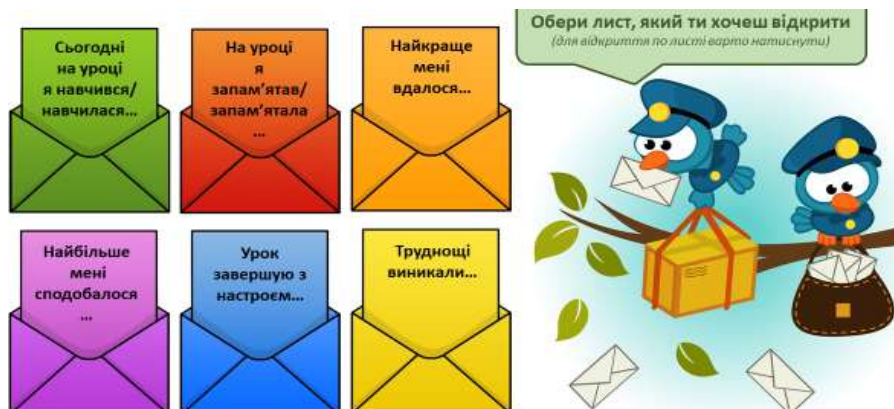 Сьогодні
на уроці
я навчився/
навчилася...
На уроці
я
запам'ятав/
запам'ятала
...
Найкраще
мені
вдалося...
Обери лист, який ти хочеш відкрити
(для відкриття по листі варто натиснути)
Найбільше
мені
сподобалося
...
Урок
завершую з
настроєм...
Труднощі
виникали...